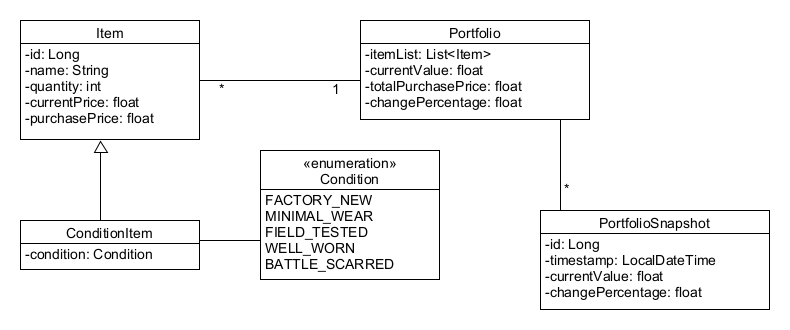 Item
-id: Long
-name: String
-quantity: int
-currentPrice: float
-purchasePrice: float
*
1
Portfolio
-itemList: List<Item>
-currentValue: float
-totalPurchasePrice: float
-changePercentage: float
*
ConditionItem
-condition: Condition
«enumeration»
Condition
FACTORY_NEW
MINIMAL_WEAR
FIELD_TESTED
WELL_WORN
BATTLE_SCARRED
PortfolioSnapshot
-id: Long
-timestamp: LocalDateTime
-currentValue: float
-changePercentage: float